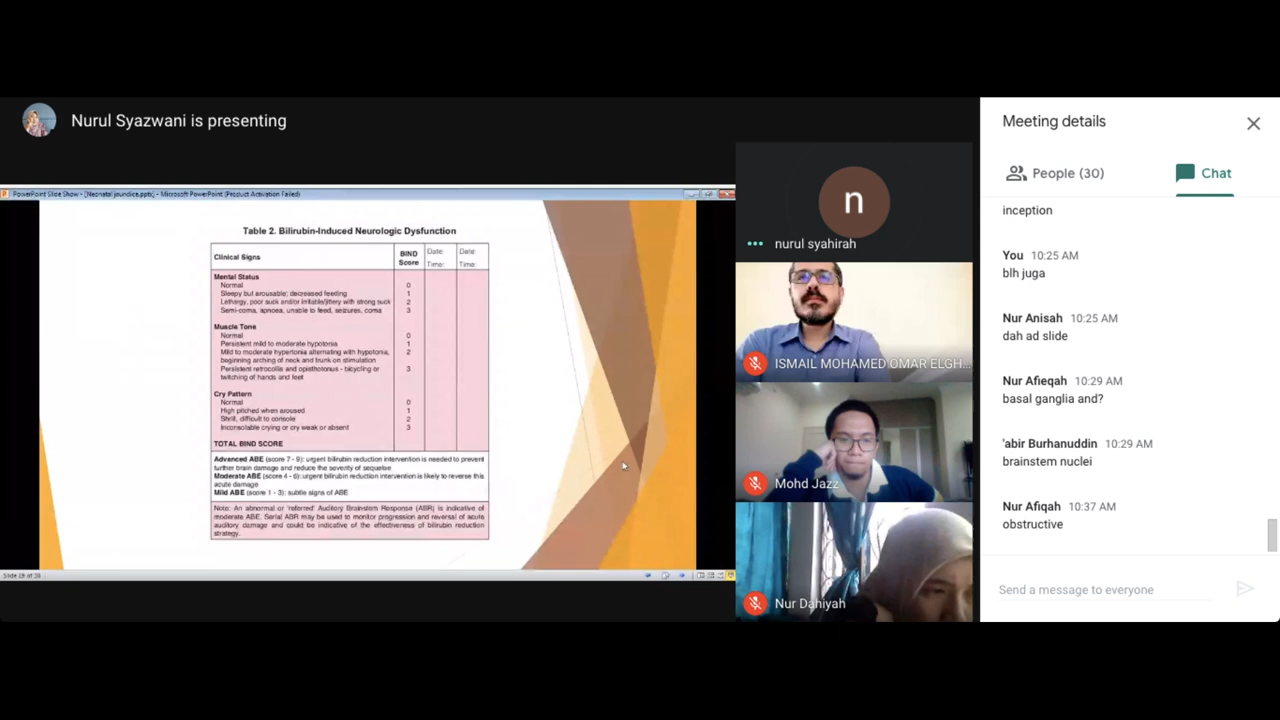 Nurul Syazwani is presenting
PowerPoint Slide Show - [Neonatal jaundice.pptx] - Microsoft PowerPoint (Product Activation Failed)
Table 2. Bilirubin-Induced Neurologic Dysfunction
Clinical Signs
BIND Score
Date:
Time:
Date:
Time:
Mental Status
Normal 0
Sleepy but arousable; decreased feeding 1
Lethargy, poor suck and/or irritable/jittery with strong suck 2
Semi-coma, apnoea, unable to feed, seizures, coma 3
Muscle Tone
Normal 0
Persistent mild to moderate hypotonia 1
Mild to moderate hypertonia alternating with hypotonia, 2
beginning arching of neck and trunk on stimulation
Persistent retrocollis and opisthotonus - bicycling or 3
twitching of hands and feet
Cry Pattern
Normal 0
High pitched when aroused 1
Shrill, difficult to console 2
Inconsolable crying or cry weak or absent 3
TOTAL BIND SCORE
Advanced ABE (score 7 - 9): urgent bilirubin reduction intervention is needed to prevent
further brain damage and reduce the severity of sequelae
Moderate ABE (score 4 - 6): urgent bilirubin reduction intervention is likely to reverse this
acute damage
Mild ABE (score 1 - 3): subtle signs of ABE
Note: An abnormal or 'referred' Auditory Brainstem Response (ABR) is indicative of
moderate ABE. Serial ABR may be used to monitor progression and reversal of acute
auditory damage and could be indicative of the effectiveness of bilirubin reduction
strategy.
n
nurul syahirah
ISMAIL MOHAMED OMAR ELGH...
Mohd Jazz
Nur Dahiyah
Meeting details
People (30)
Chat
inception
You 10:25 AM
blh juga
Nur Anisah 10:25 AM
dah ad slide
Nur Afieqah 10:29 AM
basal ganglia and?
'abir Burhanuddin 10:29 AM
brainstem nuclei
Nur Afiqah 10:37 AM
obstructive
Send a message to everyone